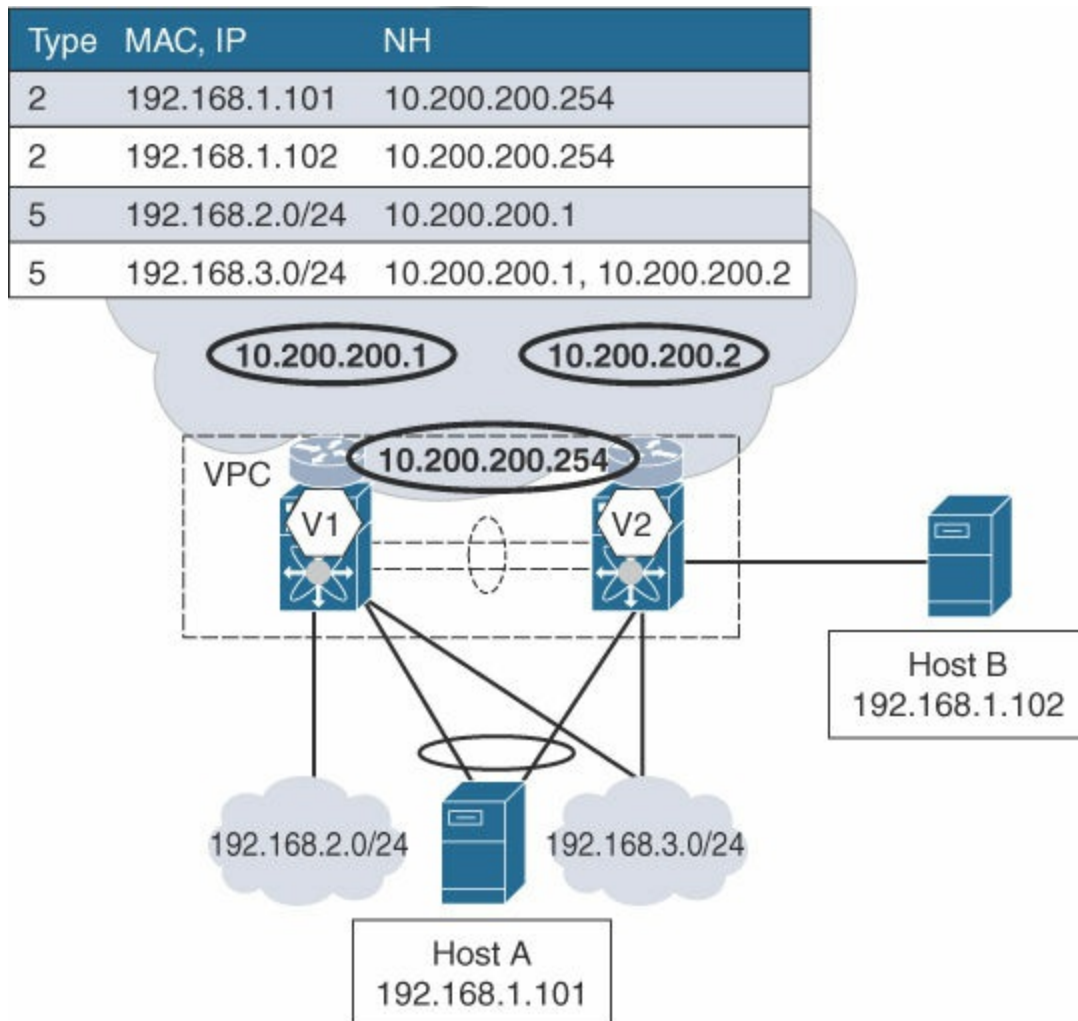 Type MAC, IP NH
2 192.168.1.101 10.200.200.254
2 192.168.1.102 10.200.200.254
5 192.168.2.0/24 10.200.200.1
5 192.168.3.0/24 10.200.200.1, 10.200.200.2
10.200.200.1
10.200.200.2
VPC
10.200.200.254
V1
V2
Host B
192.168.1.102
192.168.2.0/24
192.168.3.0/24
Host A
192.168.1.101